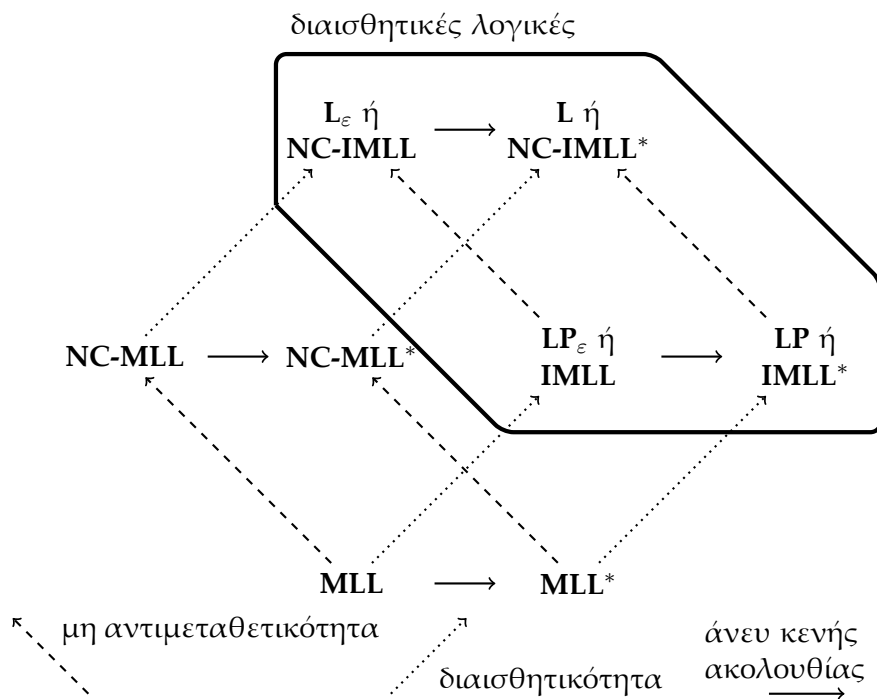 διαισθητικές λογικές
L_ε ή
NC-IMLL
L ή
NC-IMLL*
NC-MLL
NC-MLL*
LP_ε ή
IMLL
LP ή
IMLL*
MLL
MLL*
μη αντιμεταθετικότητα
διαισθητικότητα
άνευ κενής
ακολουθίας